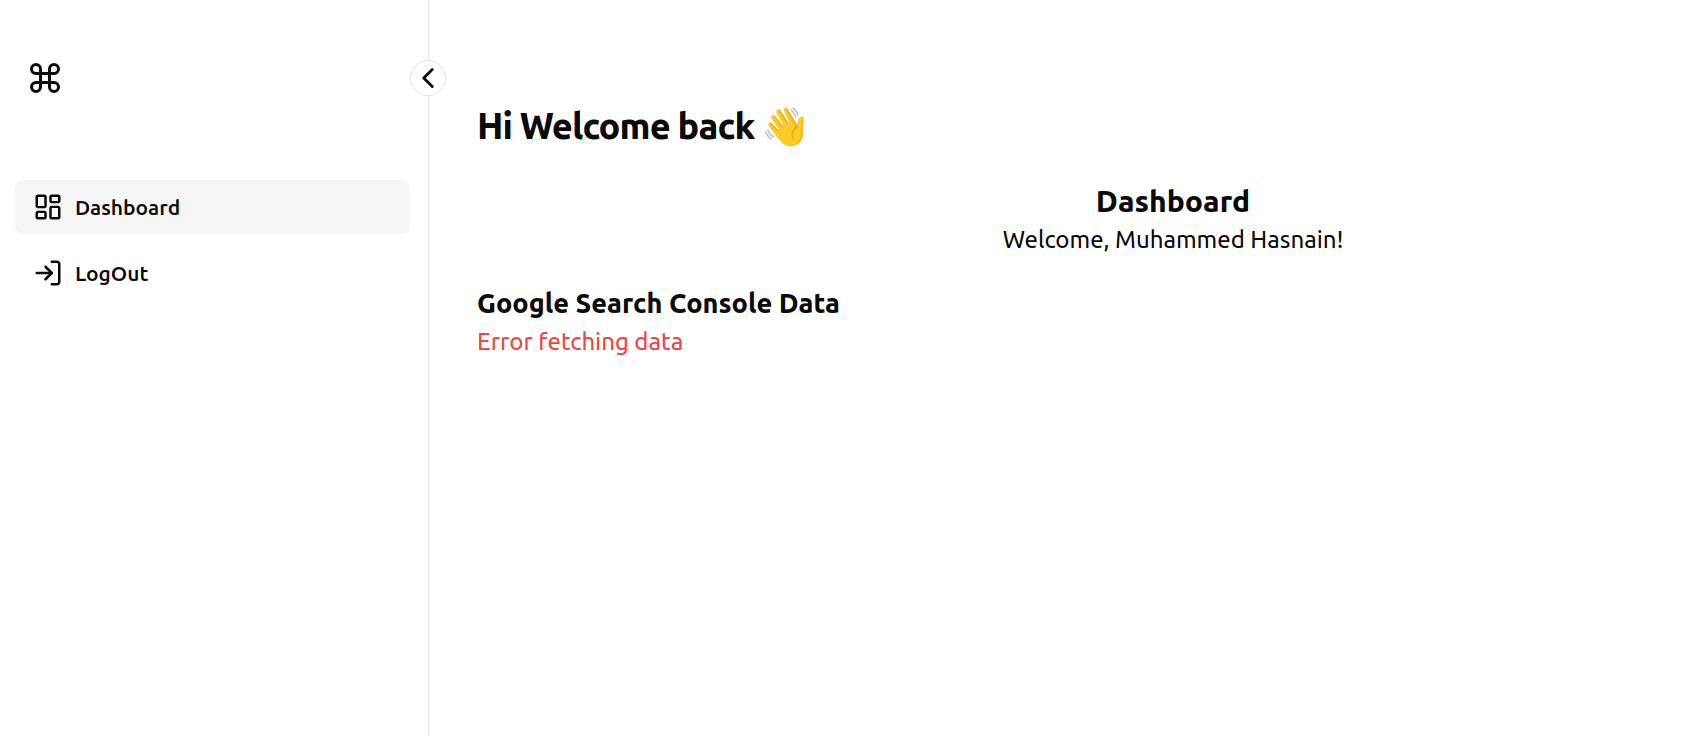 Hi Welcome back 👋
Dashboard
LogOut
Dashboard
Welcome, Muhammed Hasnain!
Google Search Console Data
Error fetching data